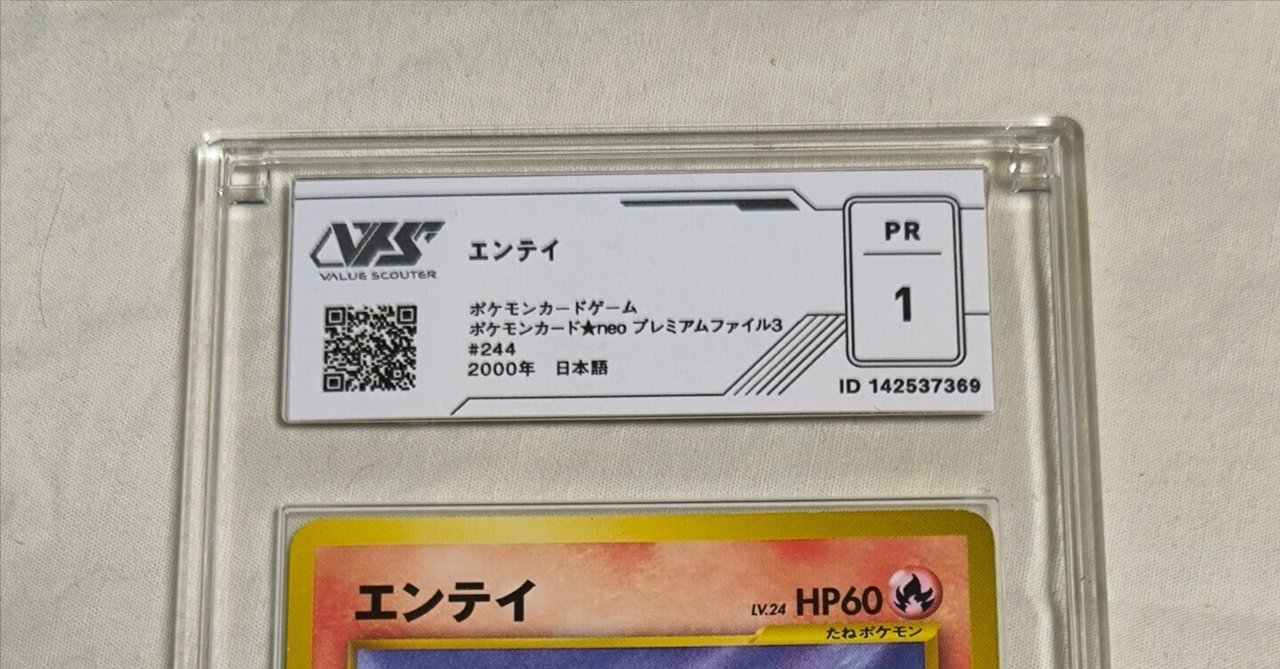 VS
VALUE SCOUTER
エンテイ
ポケモンカードゲーム
ポケモンカード★neo プレミアムファイル3
#244
2000年 日本語
PR
1
ID 142537369
エンテイ
LV.24 HP60
たねポケモン